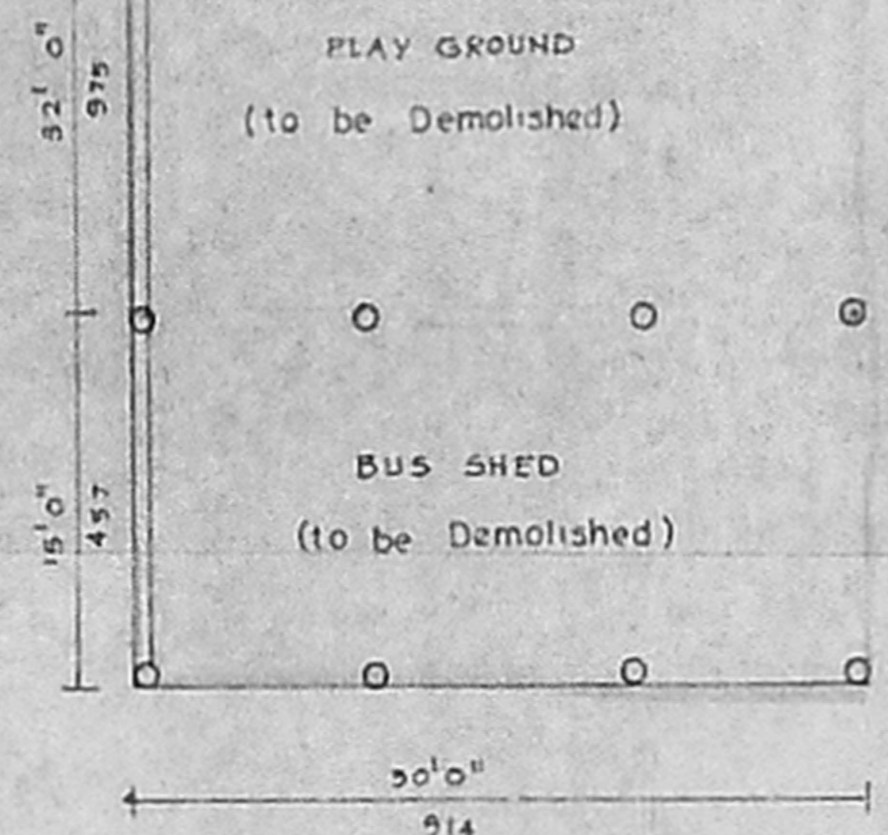 PLAY GROUND
(to be Demolished)
32' 0"
975
BUS SHED
(to be Demolished)
15' 0"
457
30' 0"
914